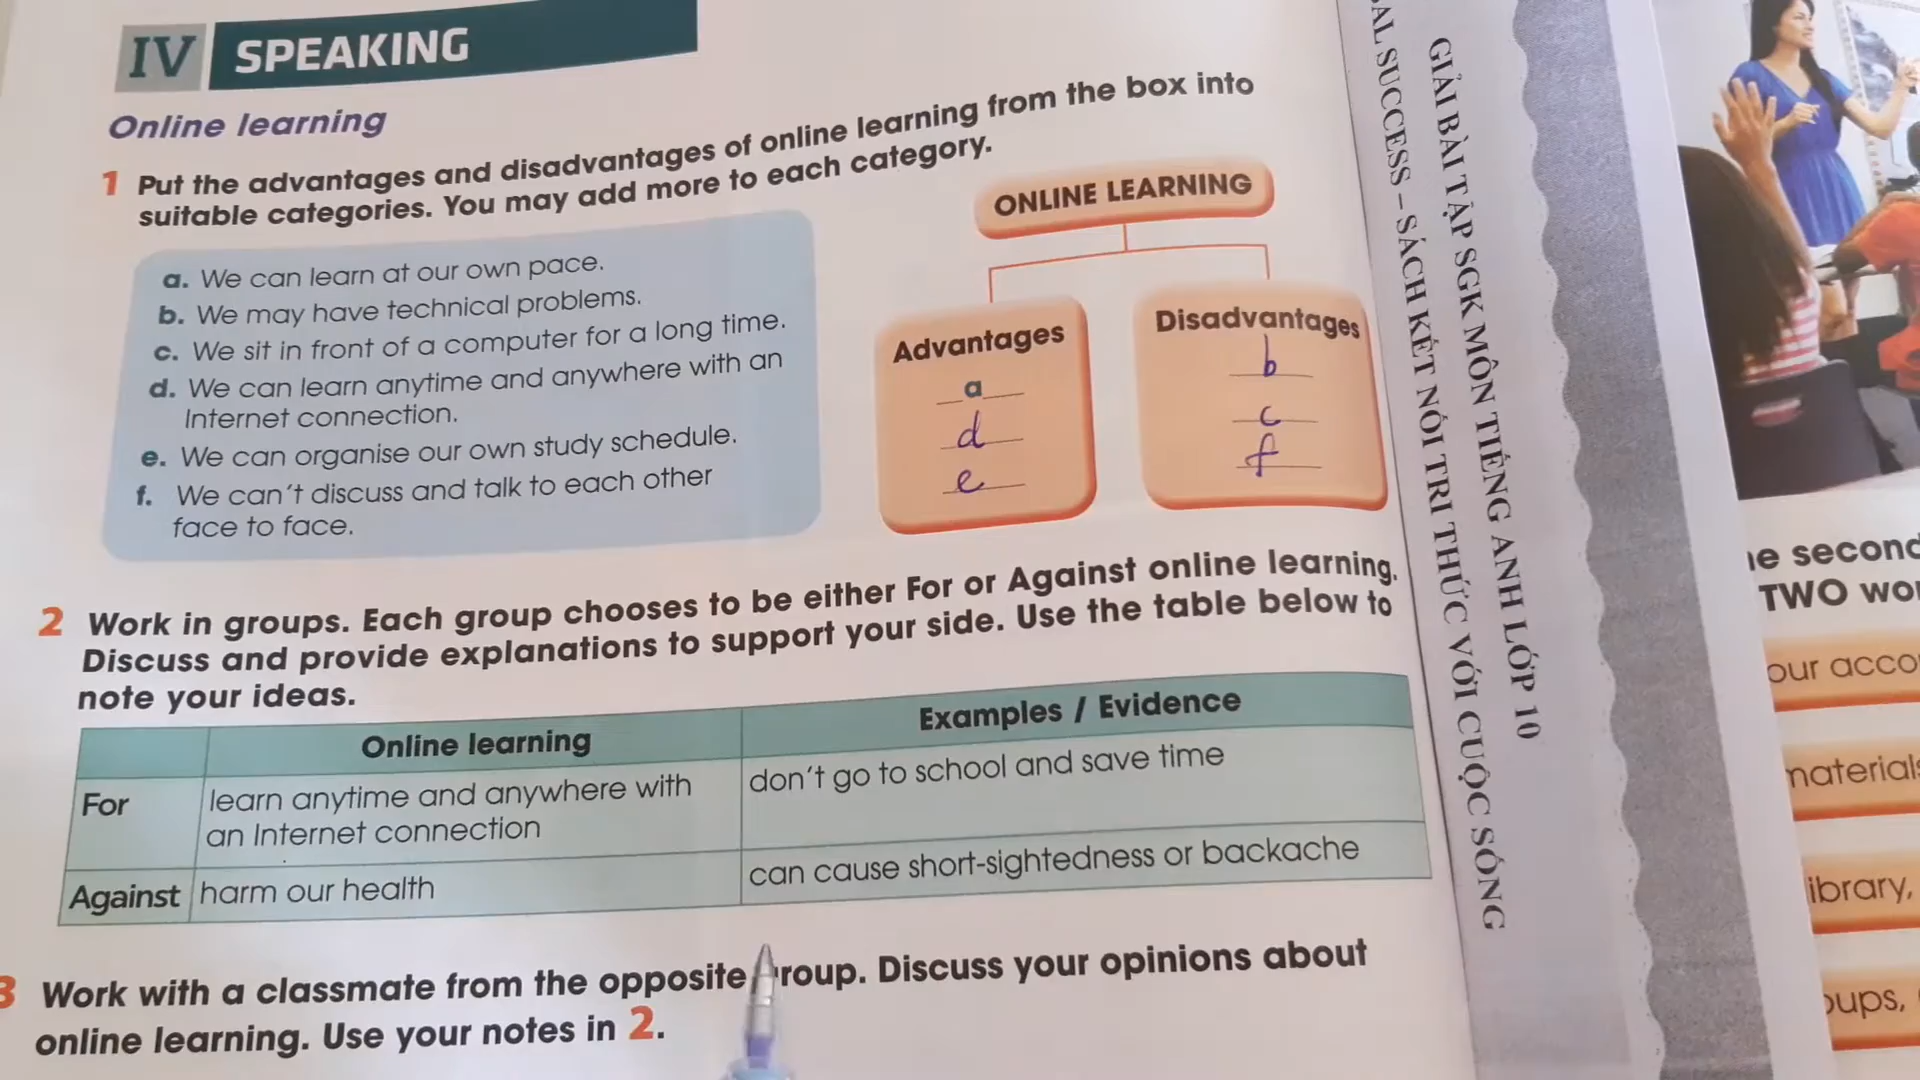 IV SPEAKING
Online learning
1 Put the advantages and disadvantages of online learning from the box into
suitable categories. You may add more to each category.
a. We can learn at our own pace.
b. We may have technical problems.
c. We sit in front of a computer for a long time.
d. We can learn anytime and anywhere with an
Internet connection.
e. We can organise our own study schedule.
f. We can't discuss and talk to each other
face to face.
ONLINE LEARNING
Advantages
a
d
e
Disadvantages
b
c
f
2 Work in groups. Each group chooses to be either For or Against online learning.
Discuss and provide explanations to support your side. Use the table below to
note your ideas.
Online learning
Examples / Evidence
For
learn anytime and anywhere with
an Internet connection
don't go to school and save time
Against
harm our health
can cause short-sightedness or backache
3 Work with a classmate from the opposite group. Discuss your opinions about
online learning. Use your notes in 2.
GIẢI BÀI TẬP SGK MÔN TIẾNG ANH LỚP 10
BAL SUCCESS – SÁCH KẾT NỐI TRI THỨC VỚI CUỘC SỐNG
second
TWO
our
material
ibrary,
oups,